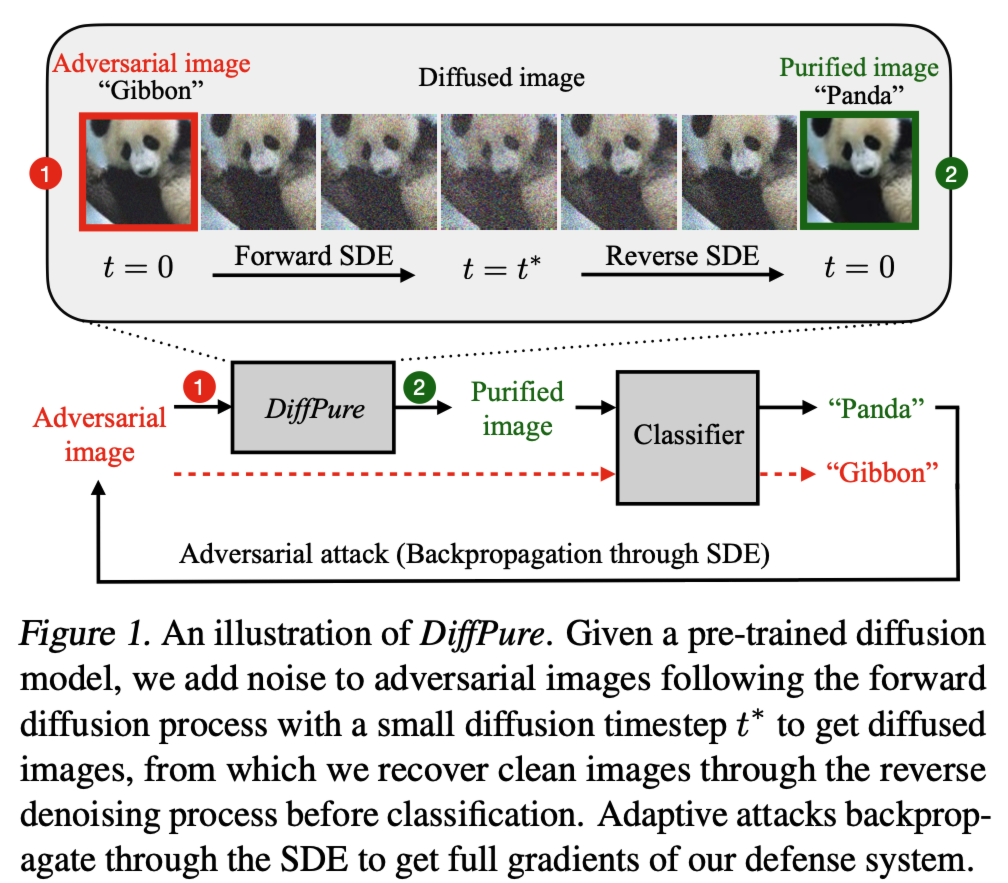 Adversarial image
"Gibbon"
Diffused image
Purified image
"Panda"
1
2
t = 0
Forward SDE
t = t*
Reverse SDE
t = 0
1
DiffPure
2
Adversarial
image
Purified
image
Classifier
"Panda"
"Gibbon"
Adversarial attack (Backpropagation through SDE)
Figure 1. An illustration of DiffPure. Given a pre-trained diffusion
model, we add noise to adversarial images following the forward
diffusion process with a small diffusion timestep t* to get diffused
images, from which we recover clean images through the reverse
denoising process before classification. Adaptive attacks backprop-
agate through the SDE to get full gradients of our defense system.